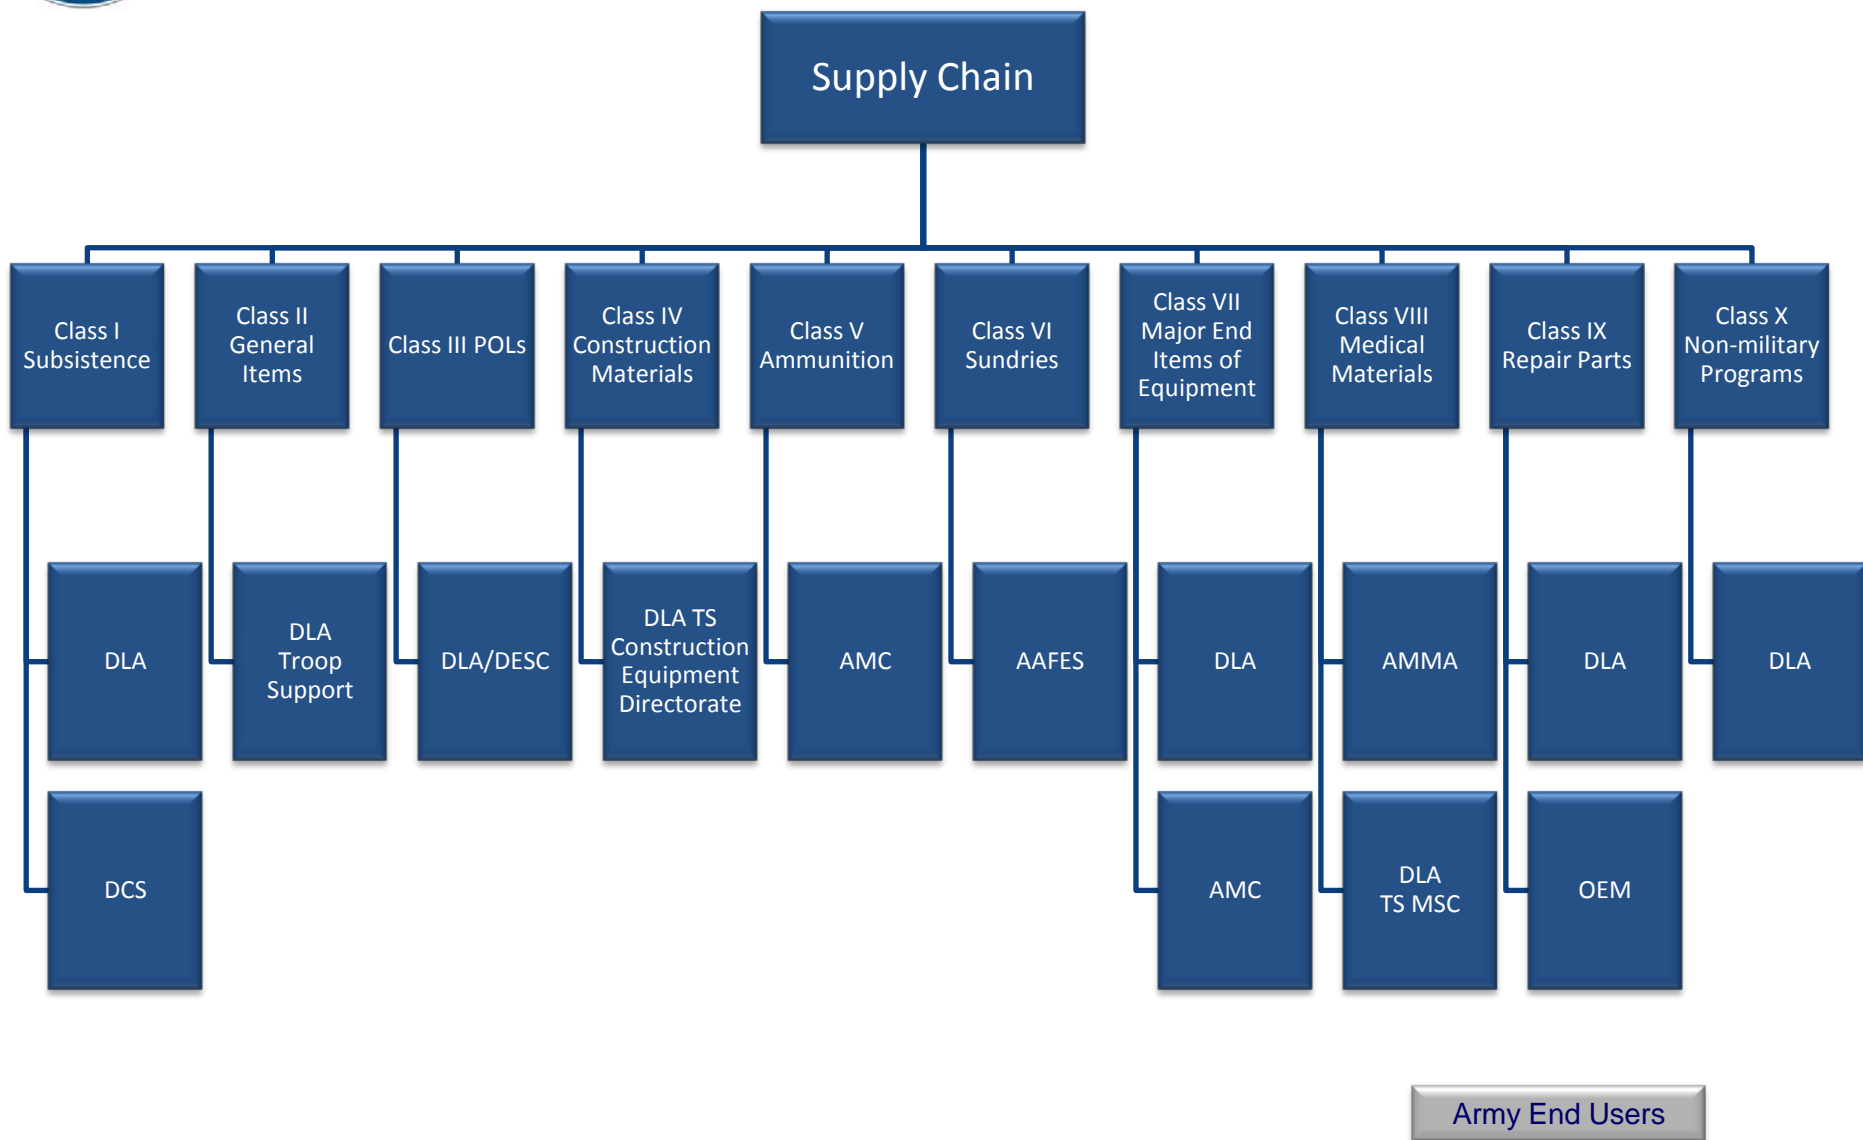 Supply Chain
Class I
Subsistence
Class II
General
Items
Class III POLs
Class IV
Construction
Materials
Class V
Ammunition
Class VI
Sundries
Class VII
Major End
Items of
Equipment
Class VIII
Medical
Materials
Class IX
Repair Parts
Class X
Non-military
Programs
DLA
DLA
Troop
Support
DLA/DESC
DLA TS
Construction
Equipment
Directorate
AMC
AAFES
DLA
AMMA
DLA
DLA
DCS
AMC
DLA
TS MSC
OEM
Army End Users